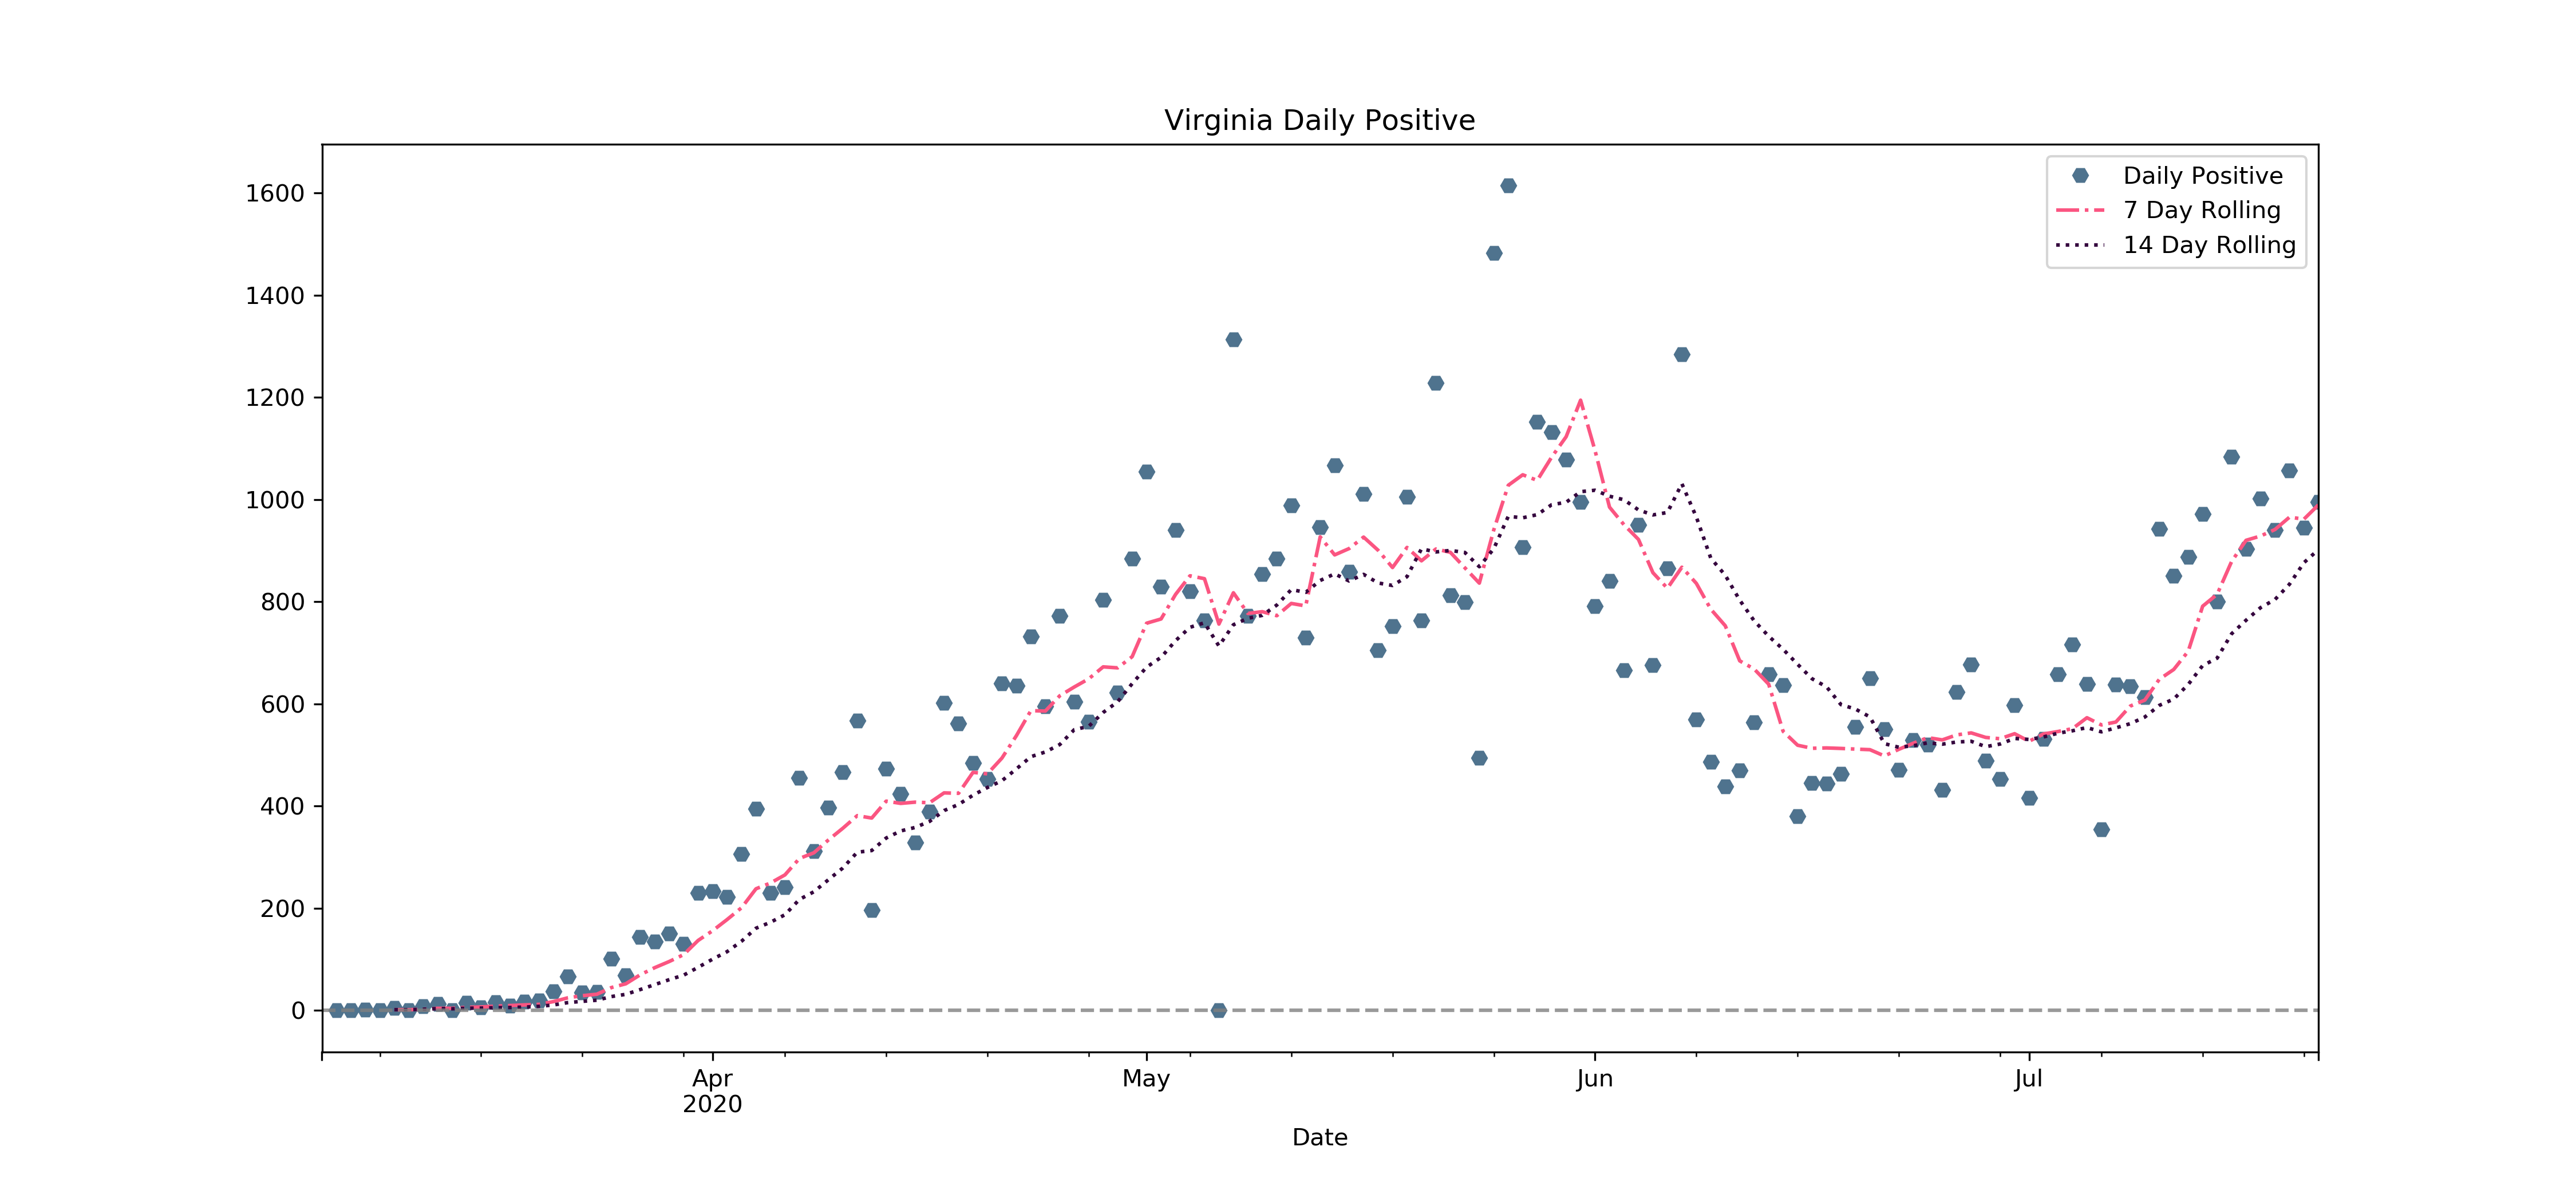 Virginia Daily Positive
1600
1400
1200
1000
800
600
400
200
0
Daily Positive
7 Day Rolling
14 Day Rolling
Apr
2020
May
Jun
Jul
Date